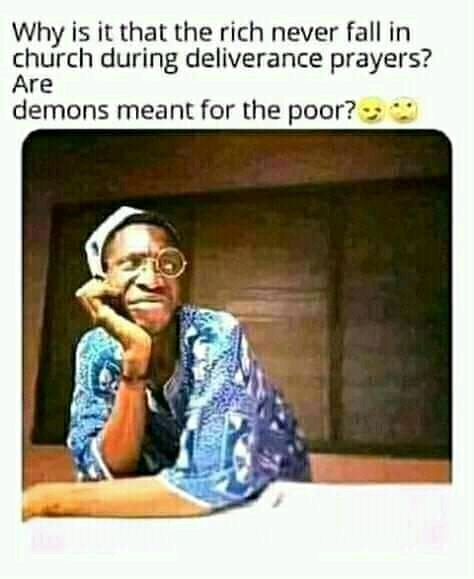 Why is it that the rich never fall in
church during deliverance prayers?
Are
demons meant for the poor?😏🙄